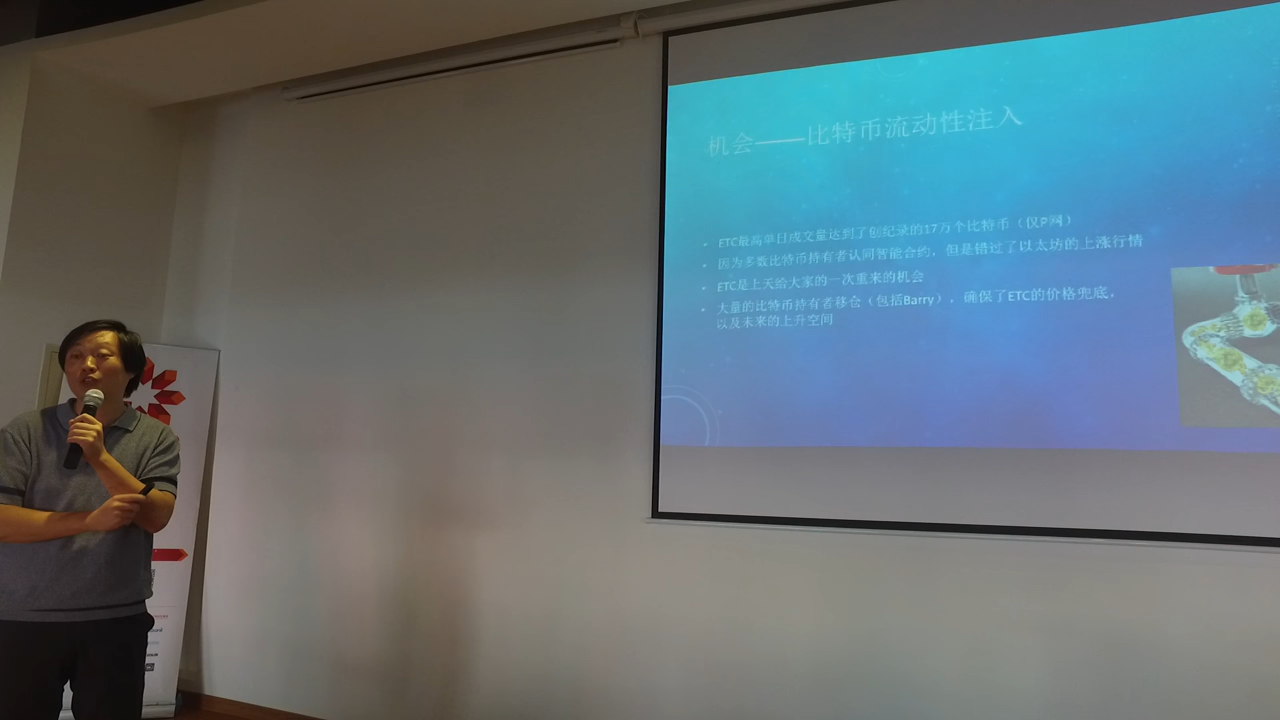 机会——比特币流动性注入
ETC最高单日成交量达到了创纪录的17万个比特币（仅P网）
因为多数比特币持有者认同智能合约，但是错过了以太坊的上涨行情
ETC是上天给大家的一次重来的机会
大量的比特币持有者移仓（包括Barry），确保了ETC的价格兜底，
以及未来的上升空间